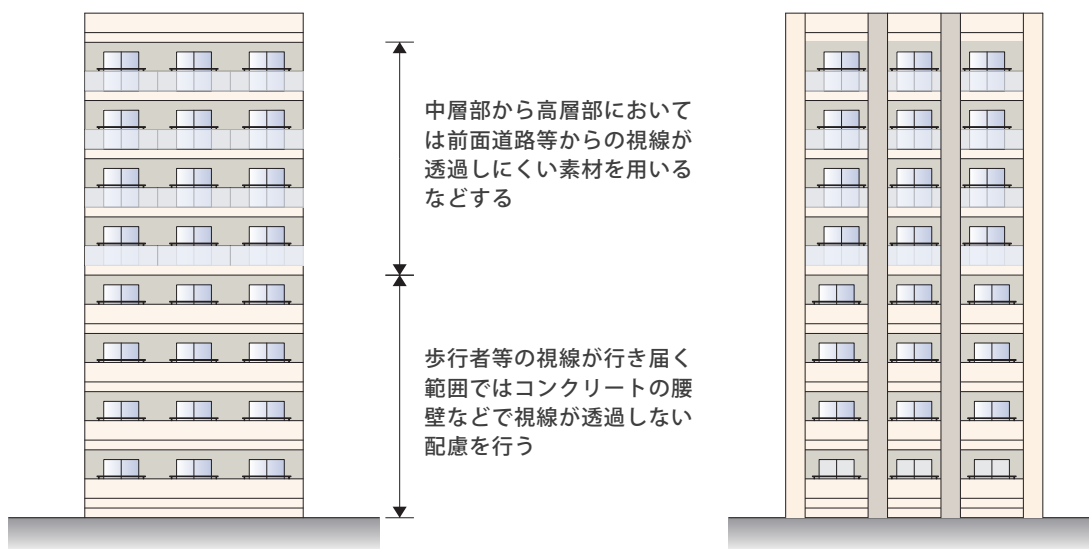 中層部から高層部において
は前面道路等からの視線が
透過しにくい素材を用いる
などする
歩行者等の視線が行き届く
範囲ではコンクリートの腰
壁などで視線が透過しない
配慮を行う